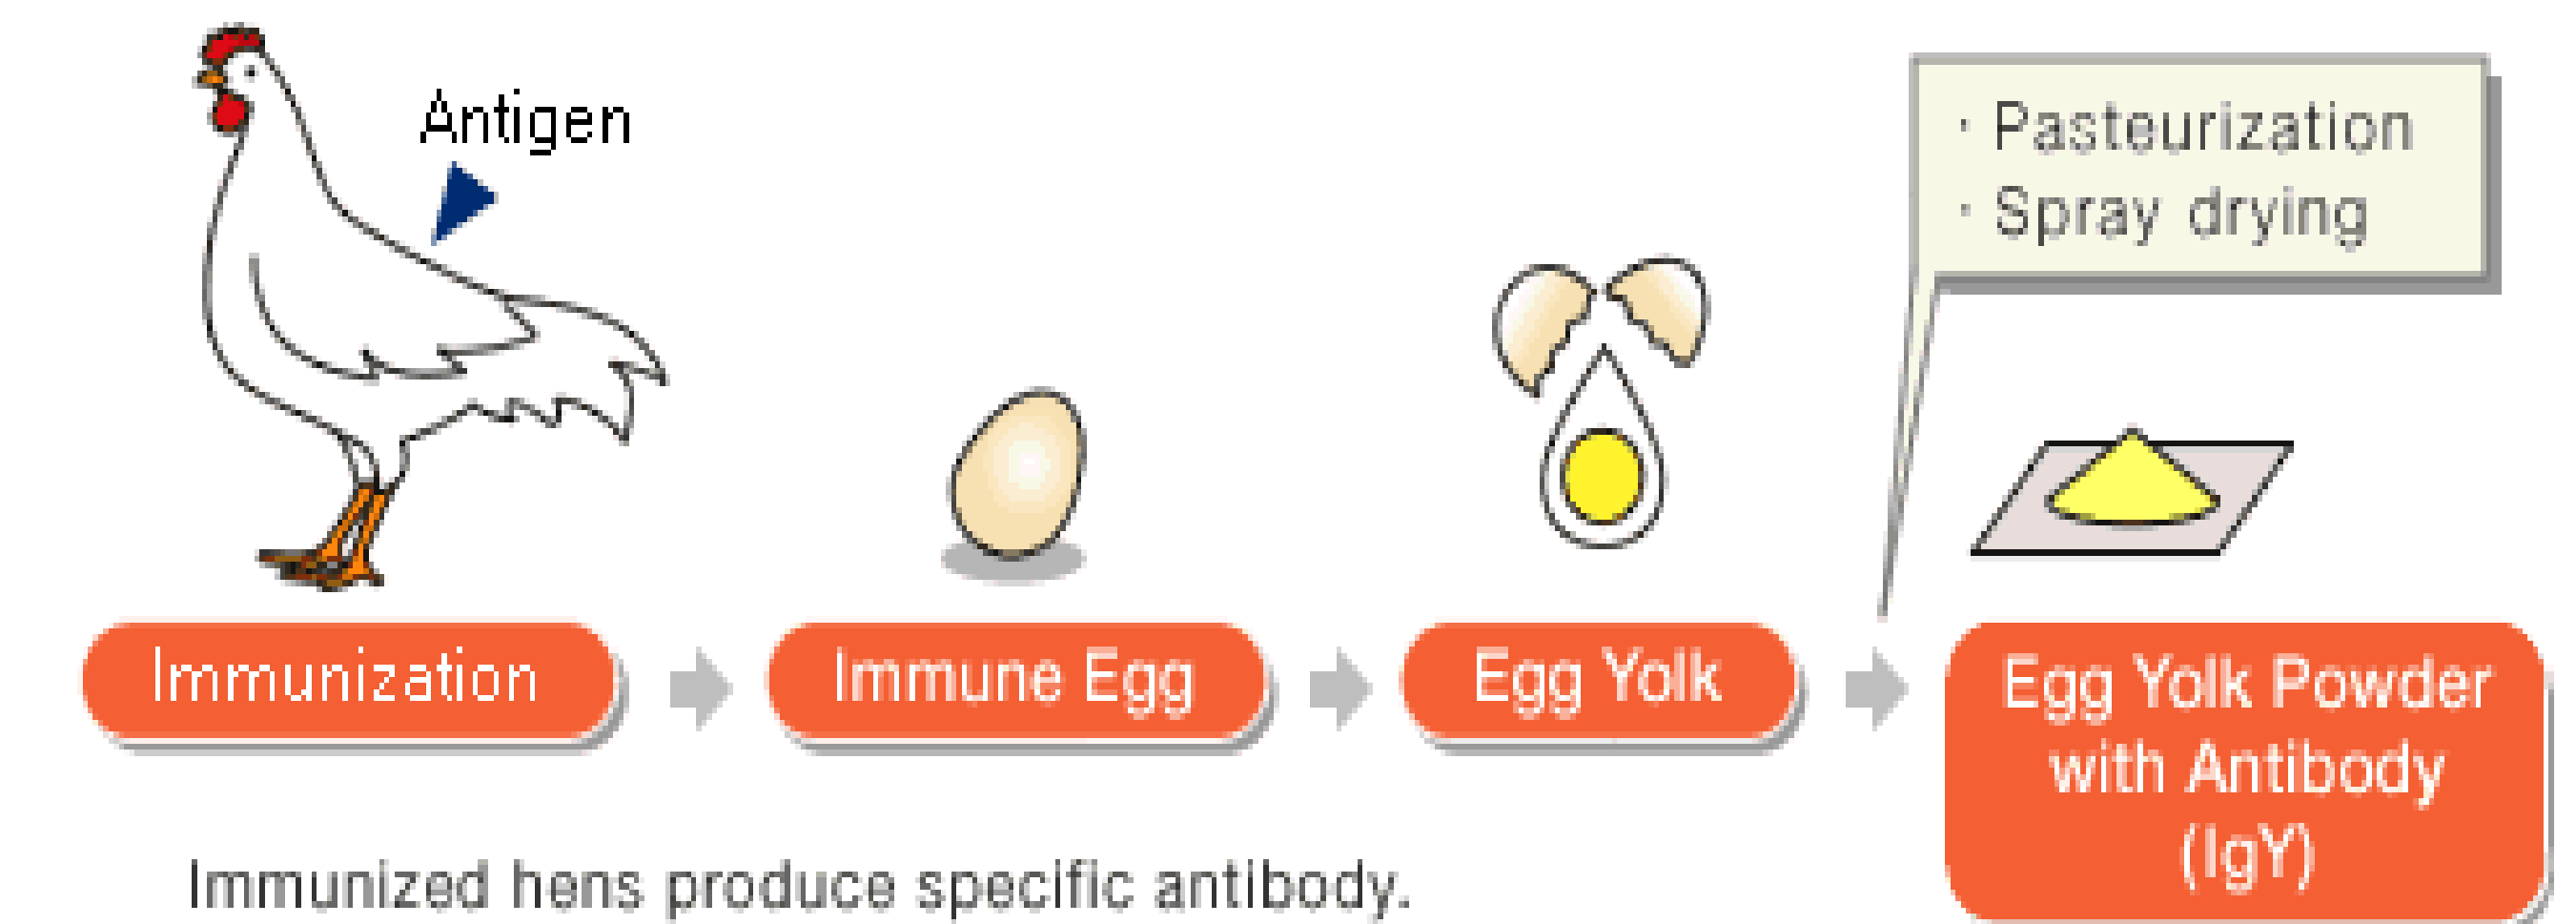 Antigen
· Pasteurization
· Spray drying
Immunization
Immune Egg
Egg Yolk
Egg Yolk Powder
with Antibody
(IgY)
Immunized hens produce specific antibody.